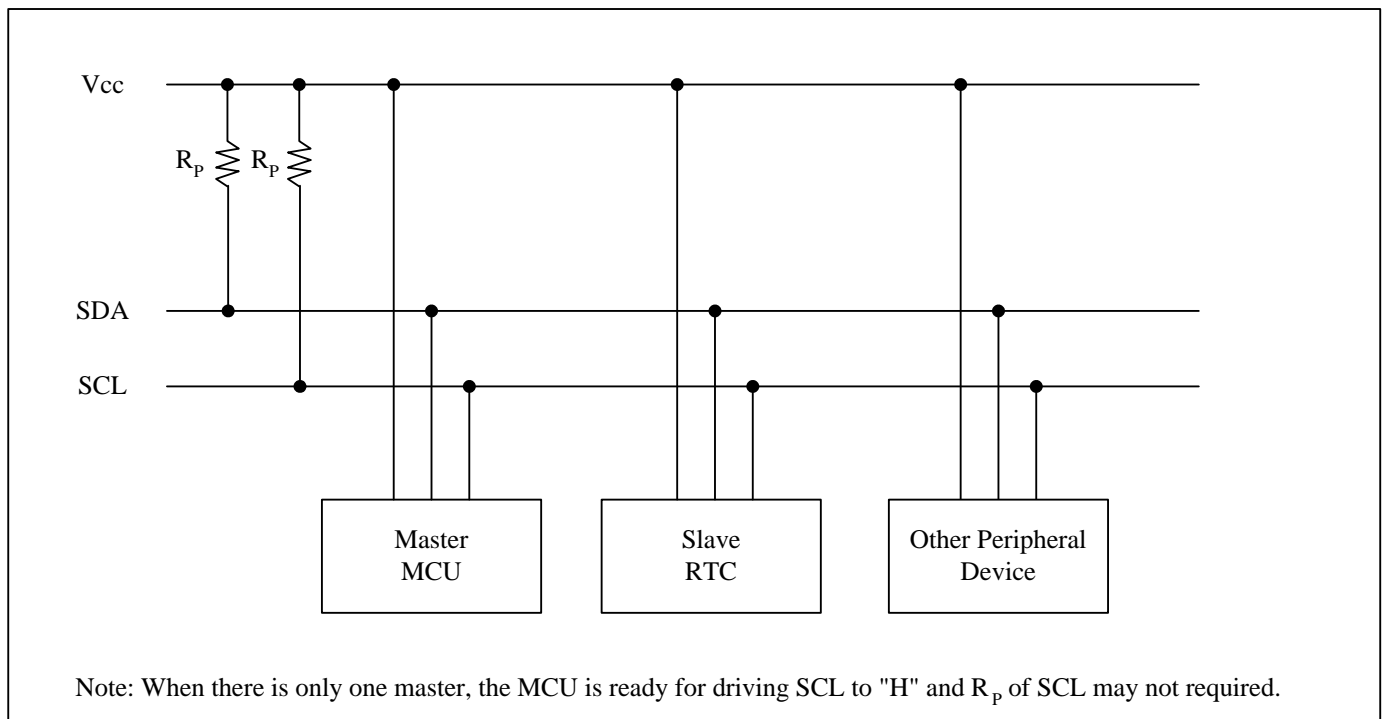 Vcc
R_P R_P
SDA
SCL
Master
MCU
Slave
RTC
Other Peripheral
Device
Note: When there is only one master, the MCU is ready for driving SCL to "H" and R_P of SCL may not required.